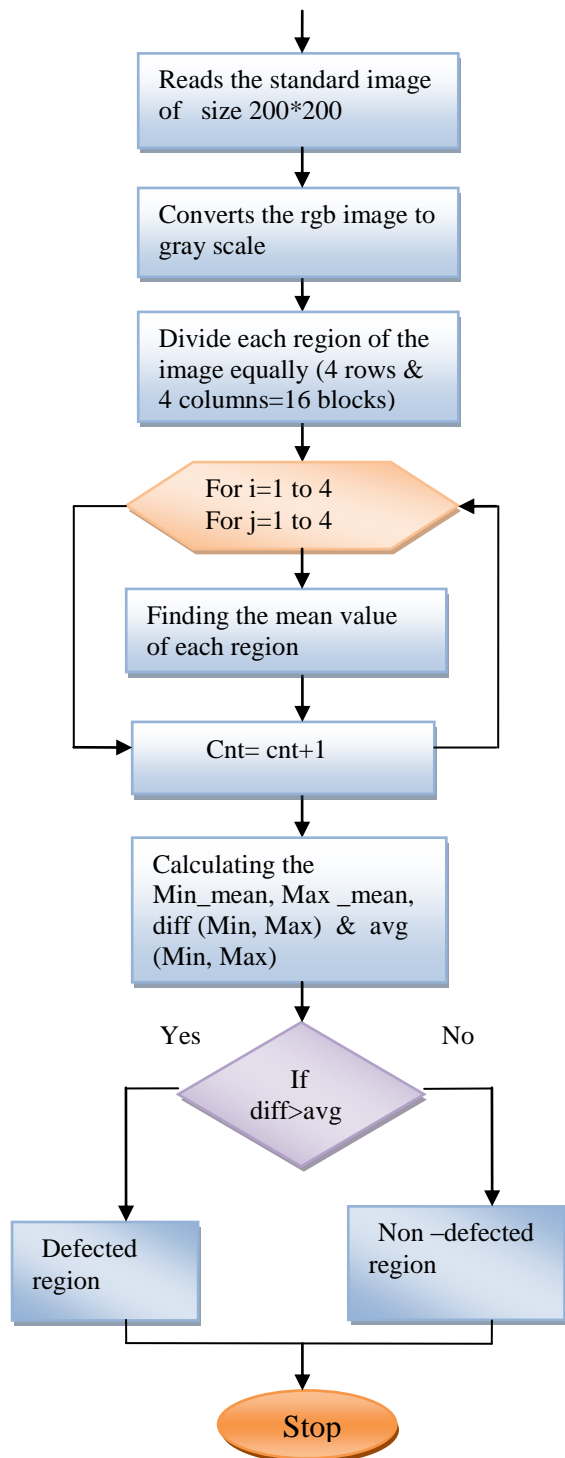 Reads the standard image
of size 200*200
Converts the rgb image to
gray scale
Divide each region of the
image equally (4 rows &
4 columns=16 blocks)
For i=1 to 4
For j=1 to 4
Finding the mean value
of each region
Cnt= cnt+1
Calculating the
Min_mean, Max _mean,
diff (Min, Max) & avg
(Min, Max)
Yes
No
If
diff>avg
Defected
region
Non –defected
region
Stop